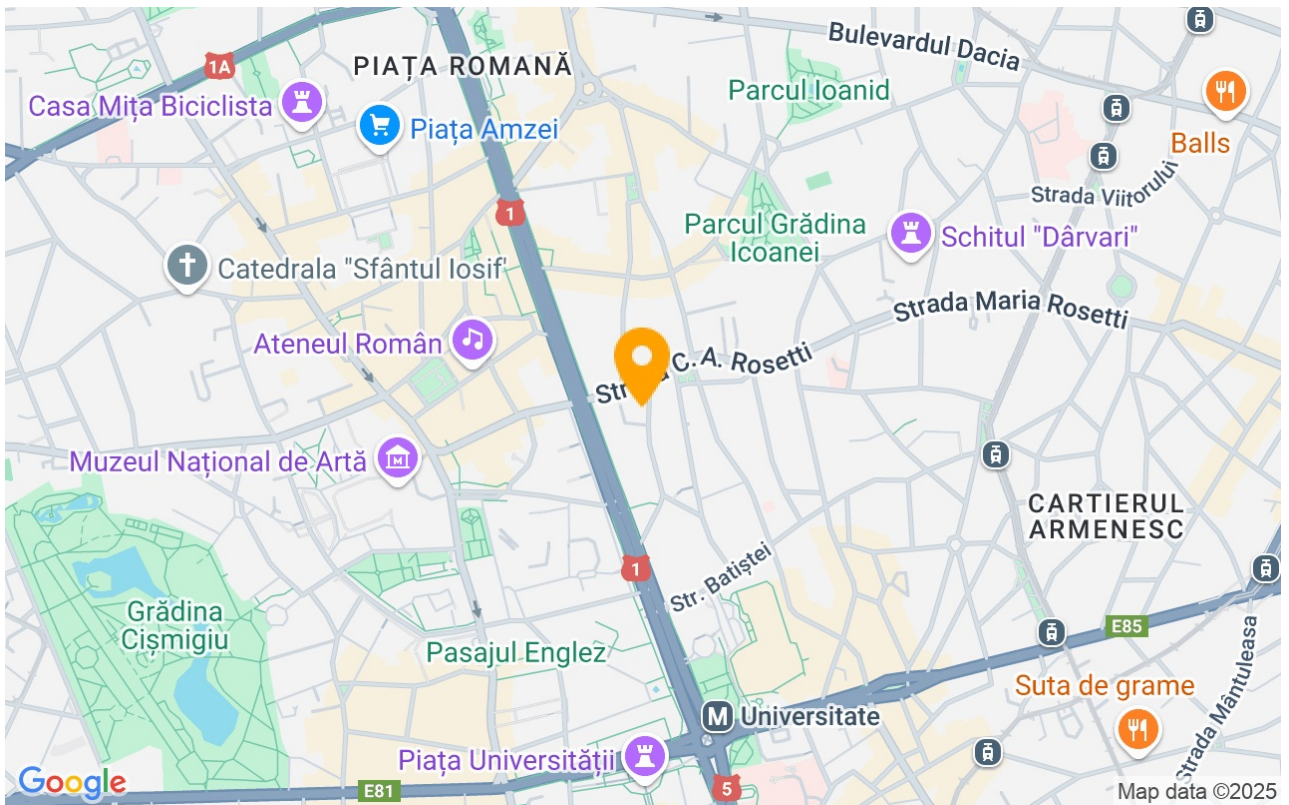 Bulevardul Dacia
1A
PIAȚA ROMANĂ
Parcul Ioanid
Casa Mița Biciclista
Piața Amzei
Balls
Strada Viitorului
1
Parcul Grădina
Icoanei
Schitul "Dârvari"
Catedrala "Sfântul Iosif'
Strada Maria Rosetti
Ateneul Român
C. A. Rosetti
Muzeul Național de Artă
CARTIERUL
ARMENESC
1
Str. Batiștei
Grădina
Cișmigiu
E85
Pasajul Englez
Suta de grame
M Universitate
Strada Mântuleasa
Piața Universității
Google
E81
5
Map data ©2025